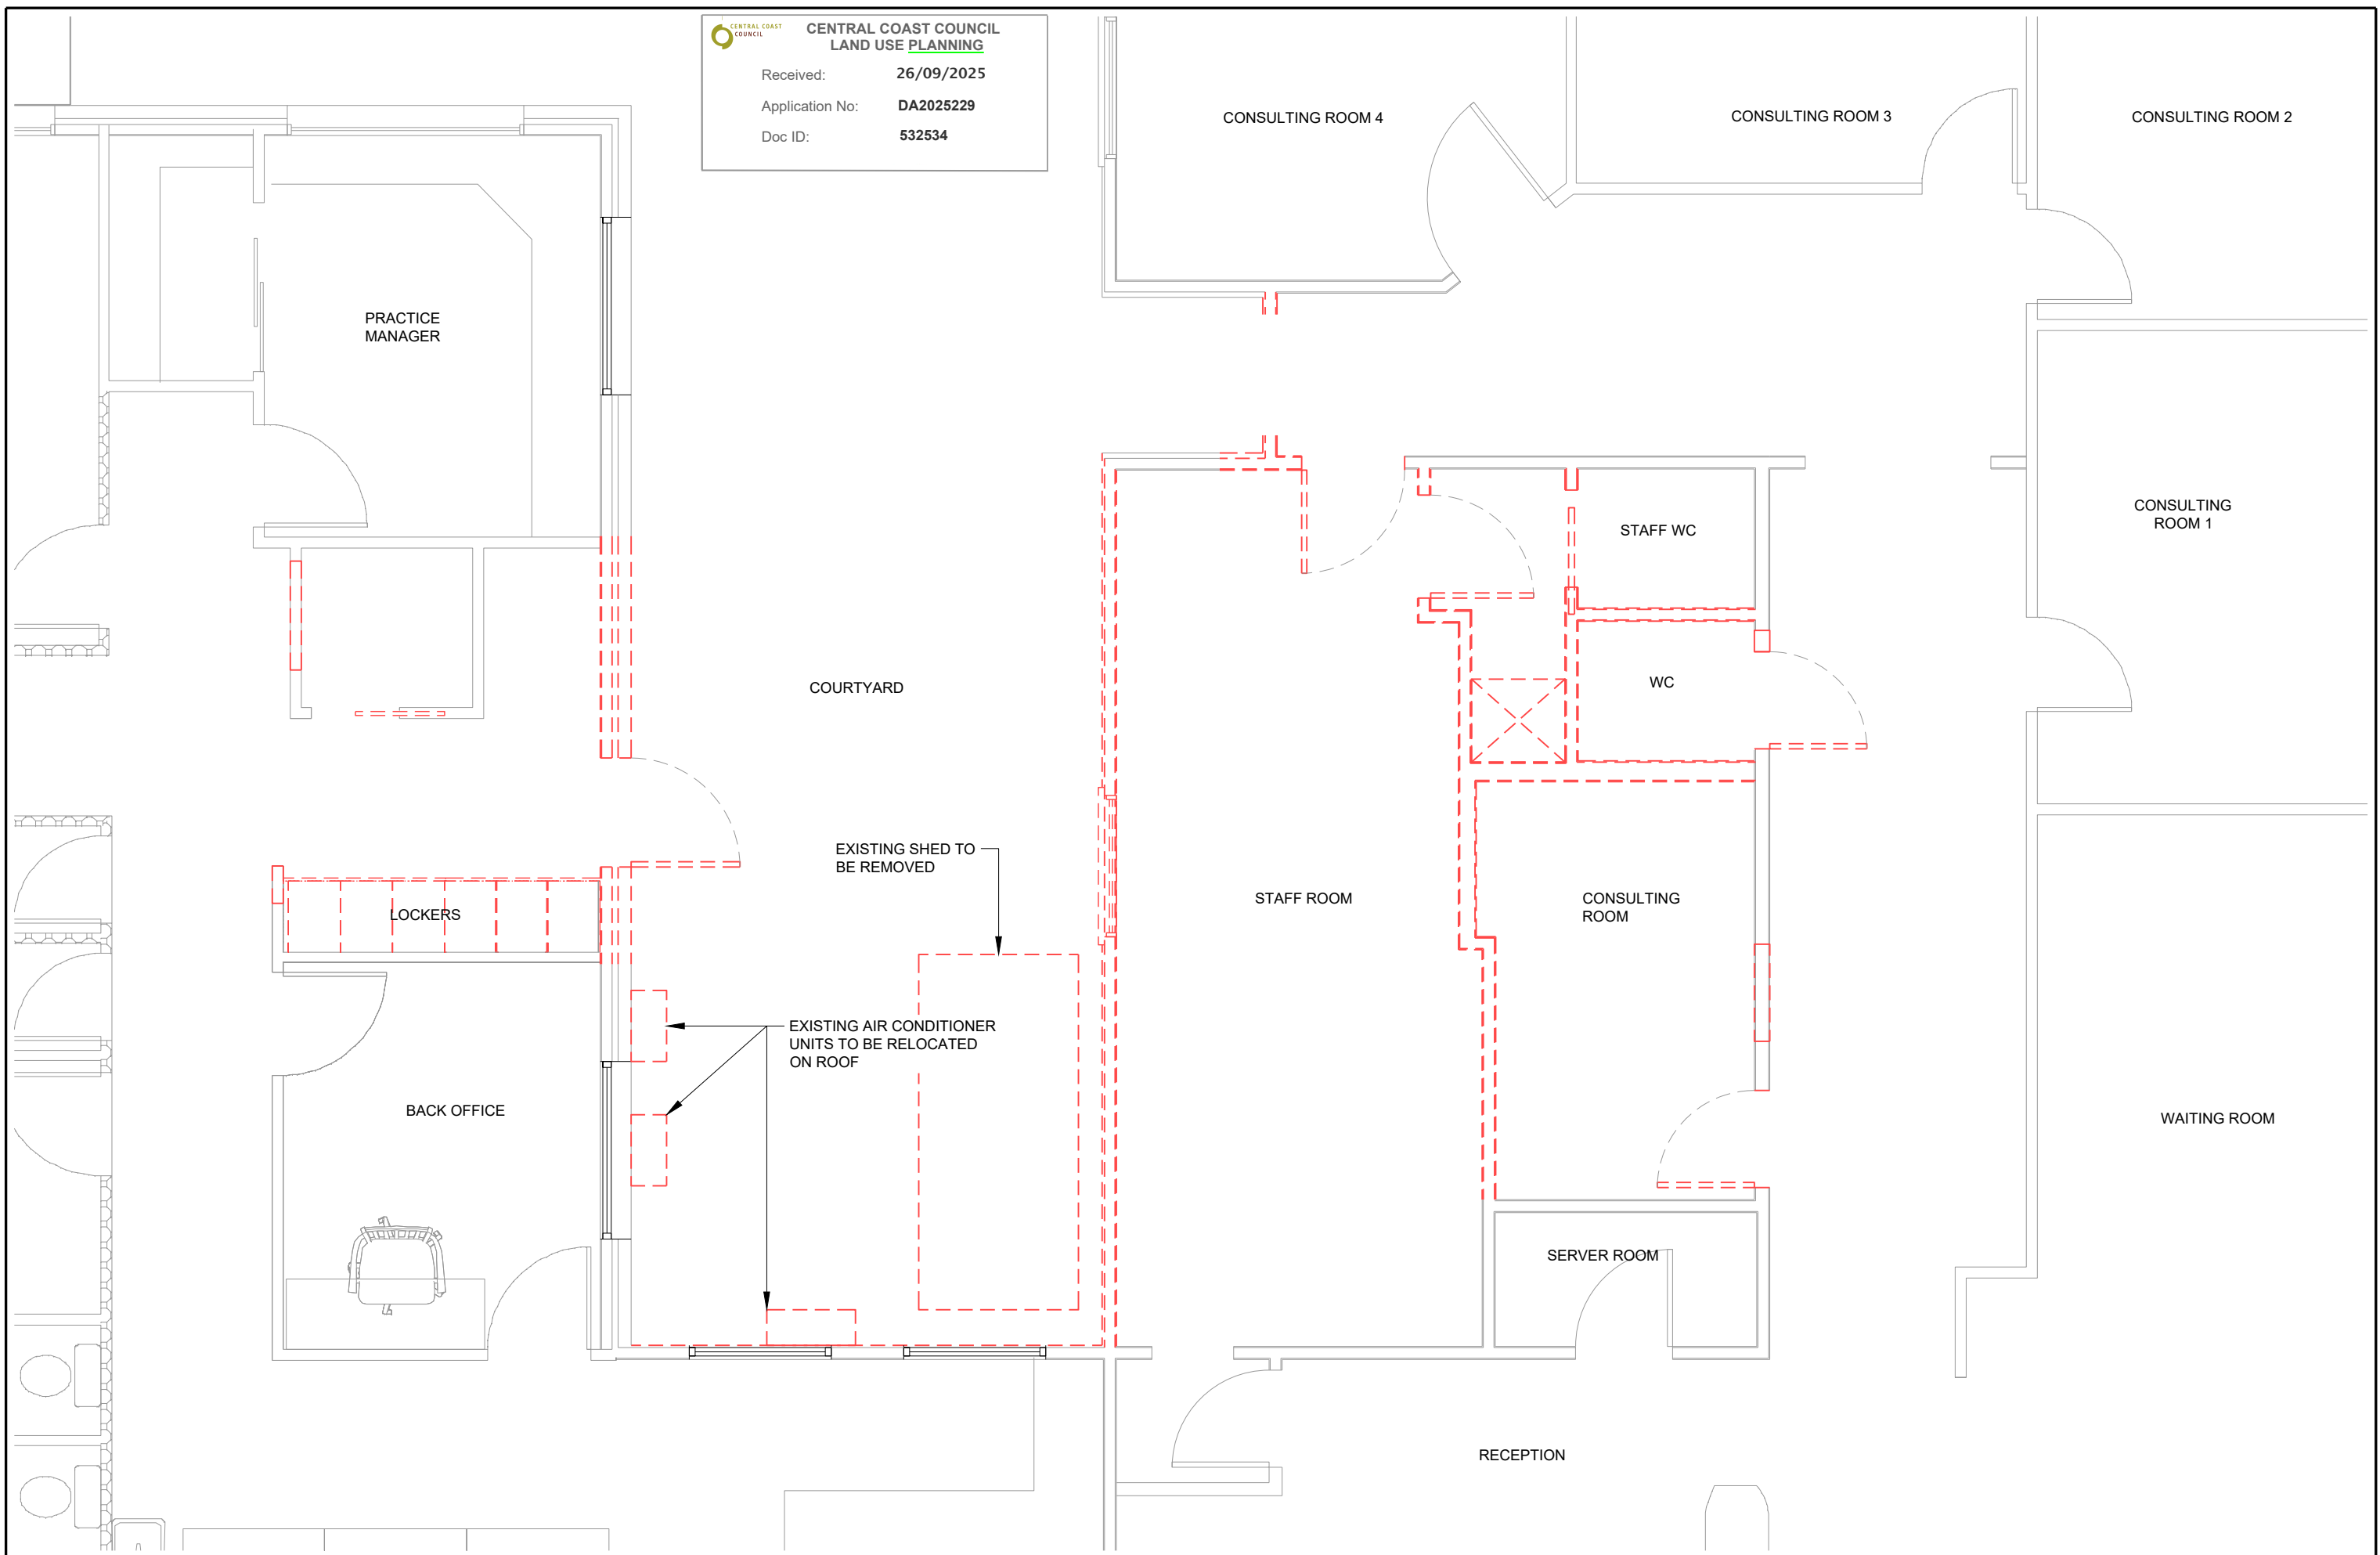 CENTRAL COAST
COUNCIL
CENTRAL COAST COUNCIL
LAND USE PLANNING
Received: 26/09/2025
Application No: DA2025229
Doc ID: 532534
CONSULTING ROOM 4
CONSULTING ROOM 3
CONSULTING ROOM 2
PRACTICE
MANAGER
CONSULTING
ROOM 1
STAFF WC
WC
COURTYARD
EXISTING SHED TO
BE REMOVED
STAFF ROOM
CONSULTING
ROOM
LOCKERS
EXISTING AIR CONDITIONER
UNITS TO BE RELOCATED
ON ROOF
BACK OFFICE
WAITING ROOM
SERVER ROOM
RECEPTION